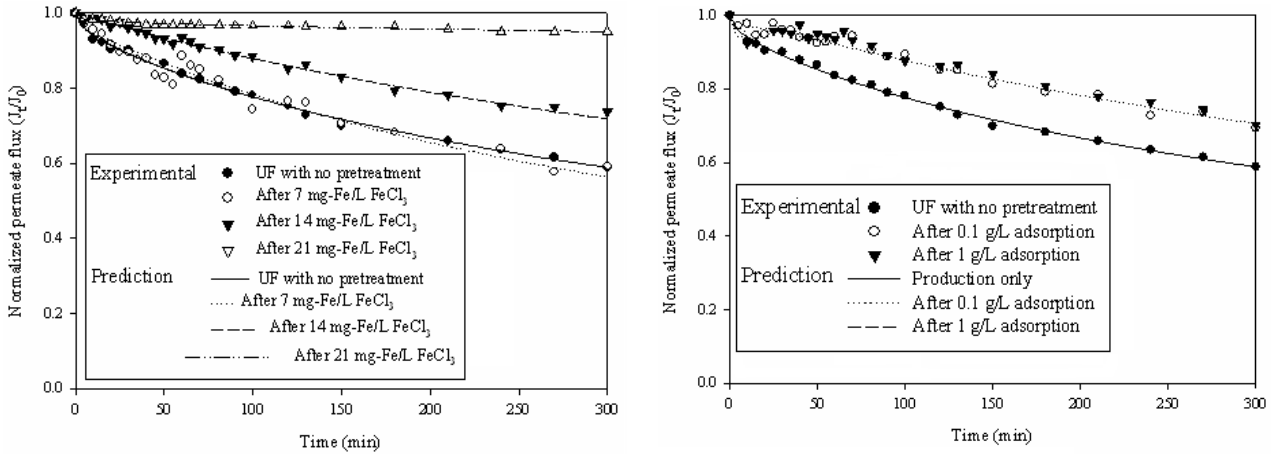 Normalized permeate flux (Jt/J0)
1.0
0.8
0.6
0.4
0.2
0.0
Experimental
UF with no pretreatment
After 7 mg-Fe/L FeCl3
After 14 mg-Fe/L FeCl3
After 21 mg-Fe/L FeCl3
Prediction
UF with no pretreatment
After 7 mg-Fe/L FeCl3
After 14 mg-Fe/L FeCl3
After 21 mg-Fe/L FeCl3
0 50 100 150 200 250 300
Time (min)
Normalized permeate flux (Jt/J0)
1.0
0.8
0.6
0.4
0.2
0.0
Experimental
UF with no pretreatment
After 0.1 g/L adsorption
After 1 g/L adsorption
Prediction
Production only
After 0.1 g/L adsorption
After 1 g/L adsorption
0 50 100 150 200 250 300
Time (min)